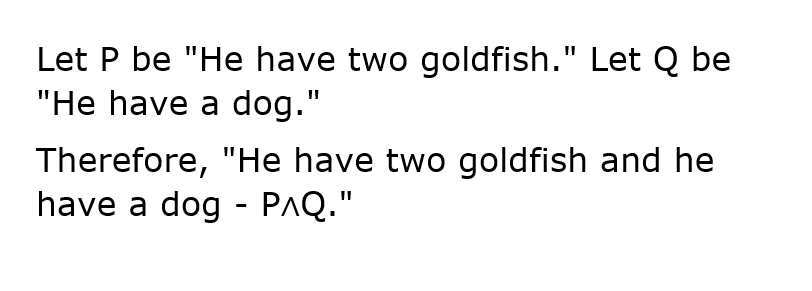 Let P be "He have two goldfish." Let Q be
"He have a dog."
Therefore, "He have two goldfish and he
have a dog - P∧Q."